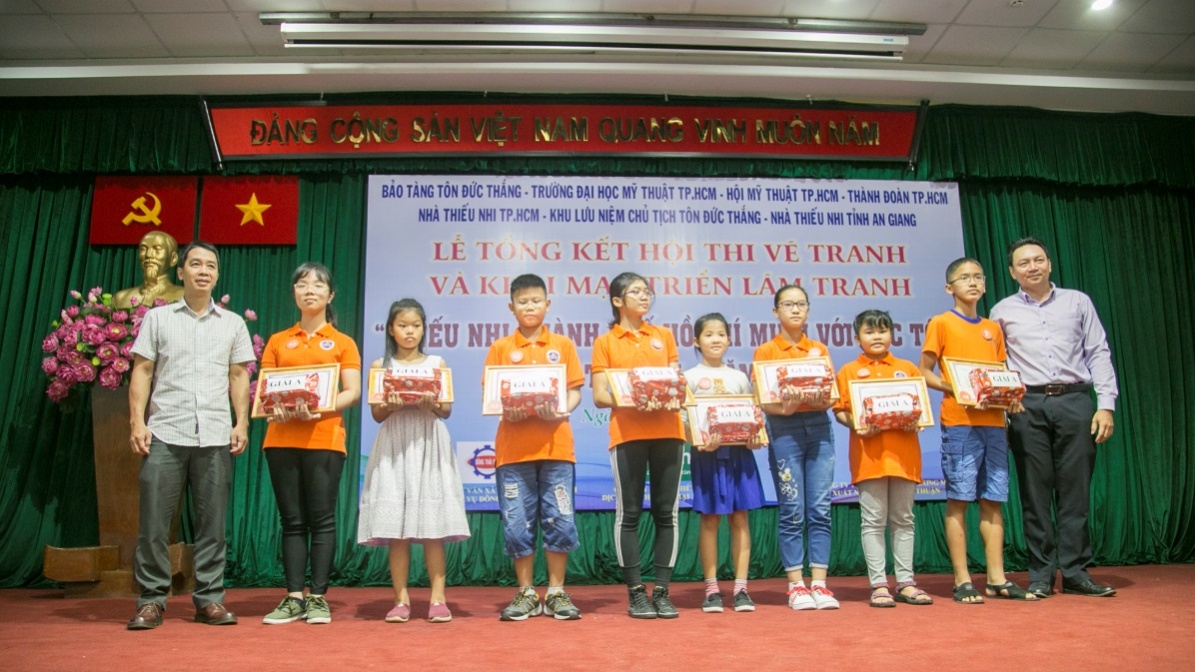 ĐẢNG CỘNG SẢN VIỆT NAM QUANG VINH MUÔN NĂM
BẢO TÀNG TÔN ĐỨC THẮNG - TRƯỜNG ĐẠI HỌC MỸ THUẬT TP.HCM - HỘI MỸ THUẬT TP.HCM - THÀNH ĐOÀN TP.HCM
NHÀ THIẾU NHI TP.HCM - KHU LƯU NIỆM CHỦ TỊCH TÔN ĐỨC THẮNG - NHÀ THIẾU NHI TỈNH AN GIANG
LỄ TỔNG KẾT HỘI THI VẼ TRANH
VÀ TRIỂN LÃM TRANH
NHI VỚI
GIẢI A
GIẢI A
GIẢI A
GIẢI A
GIẢI A
GIẢI A
GIẢI A
GIẢI A